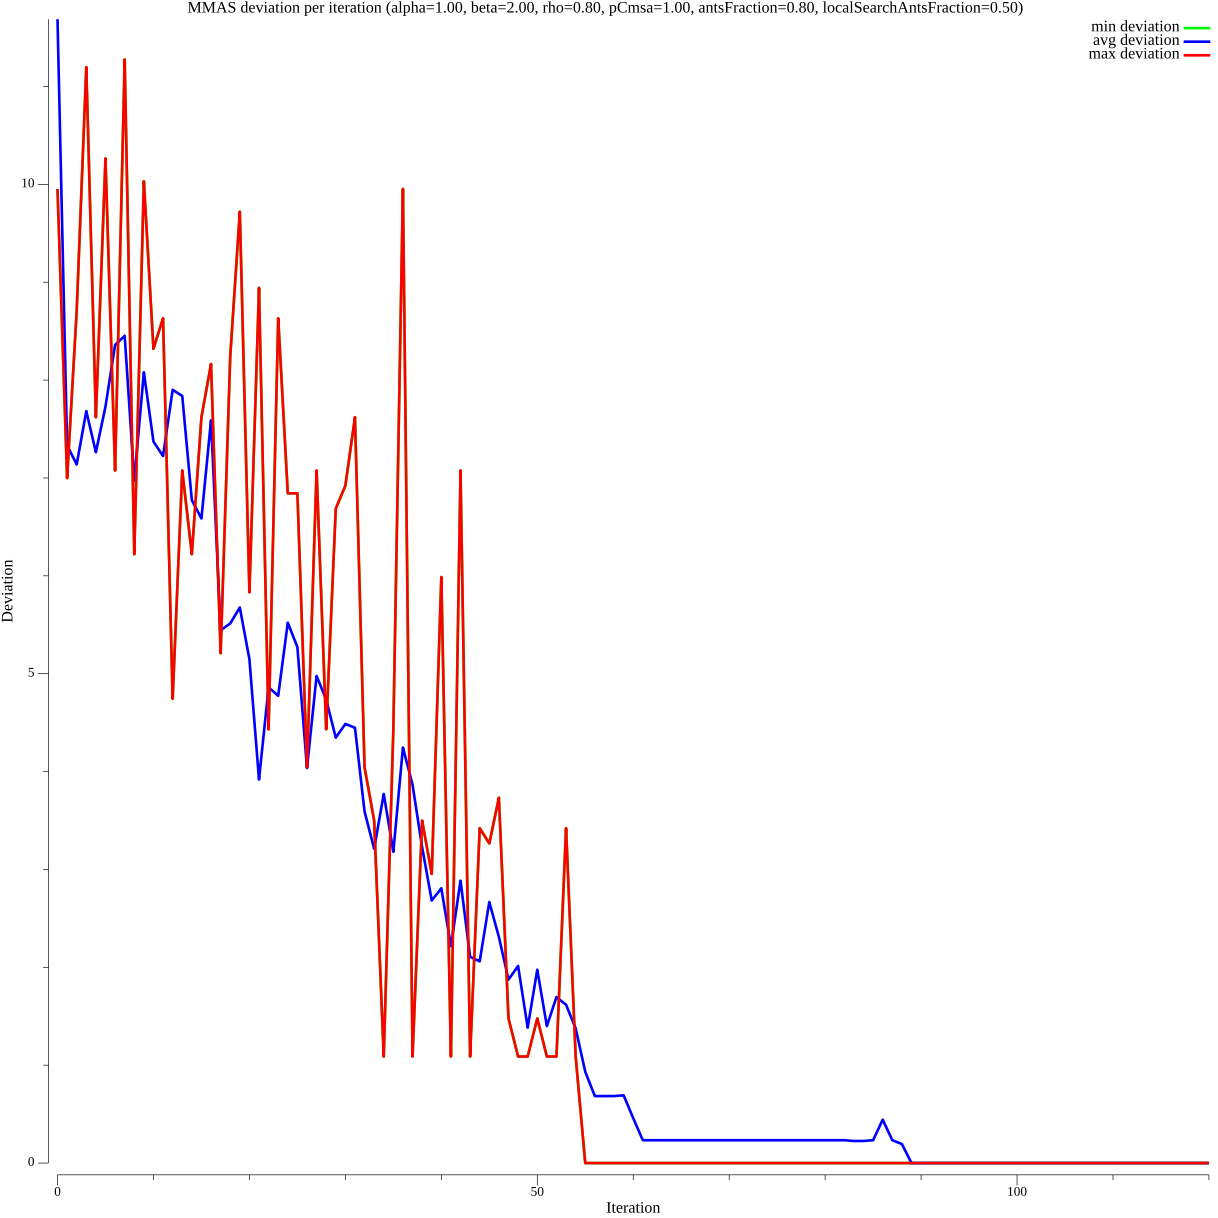 MMAS deviation per iteration (alpha=1.00, beta=2.00, rho=0.80, pCmsa=1.00, antsFraction=0.80, localSearchAntsFraction=0.50)
min deviation
avg deviation
max deviation
10
5
0
Deviation
0
50
100
Iteration